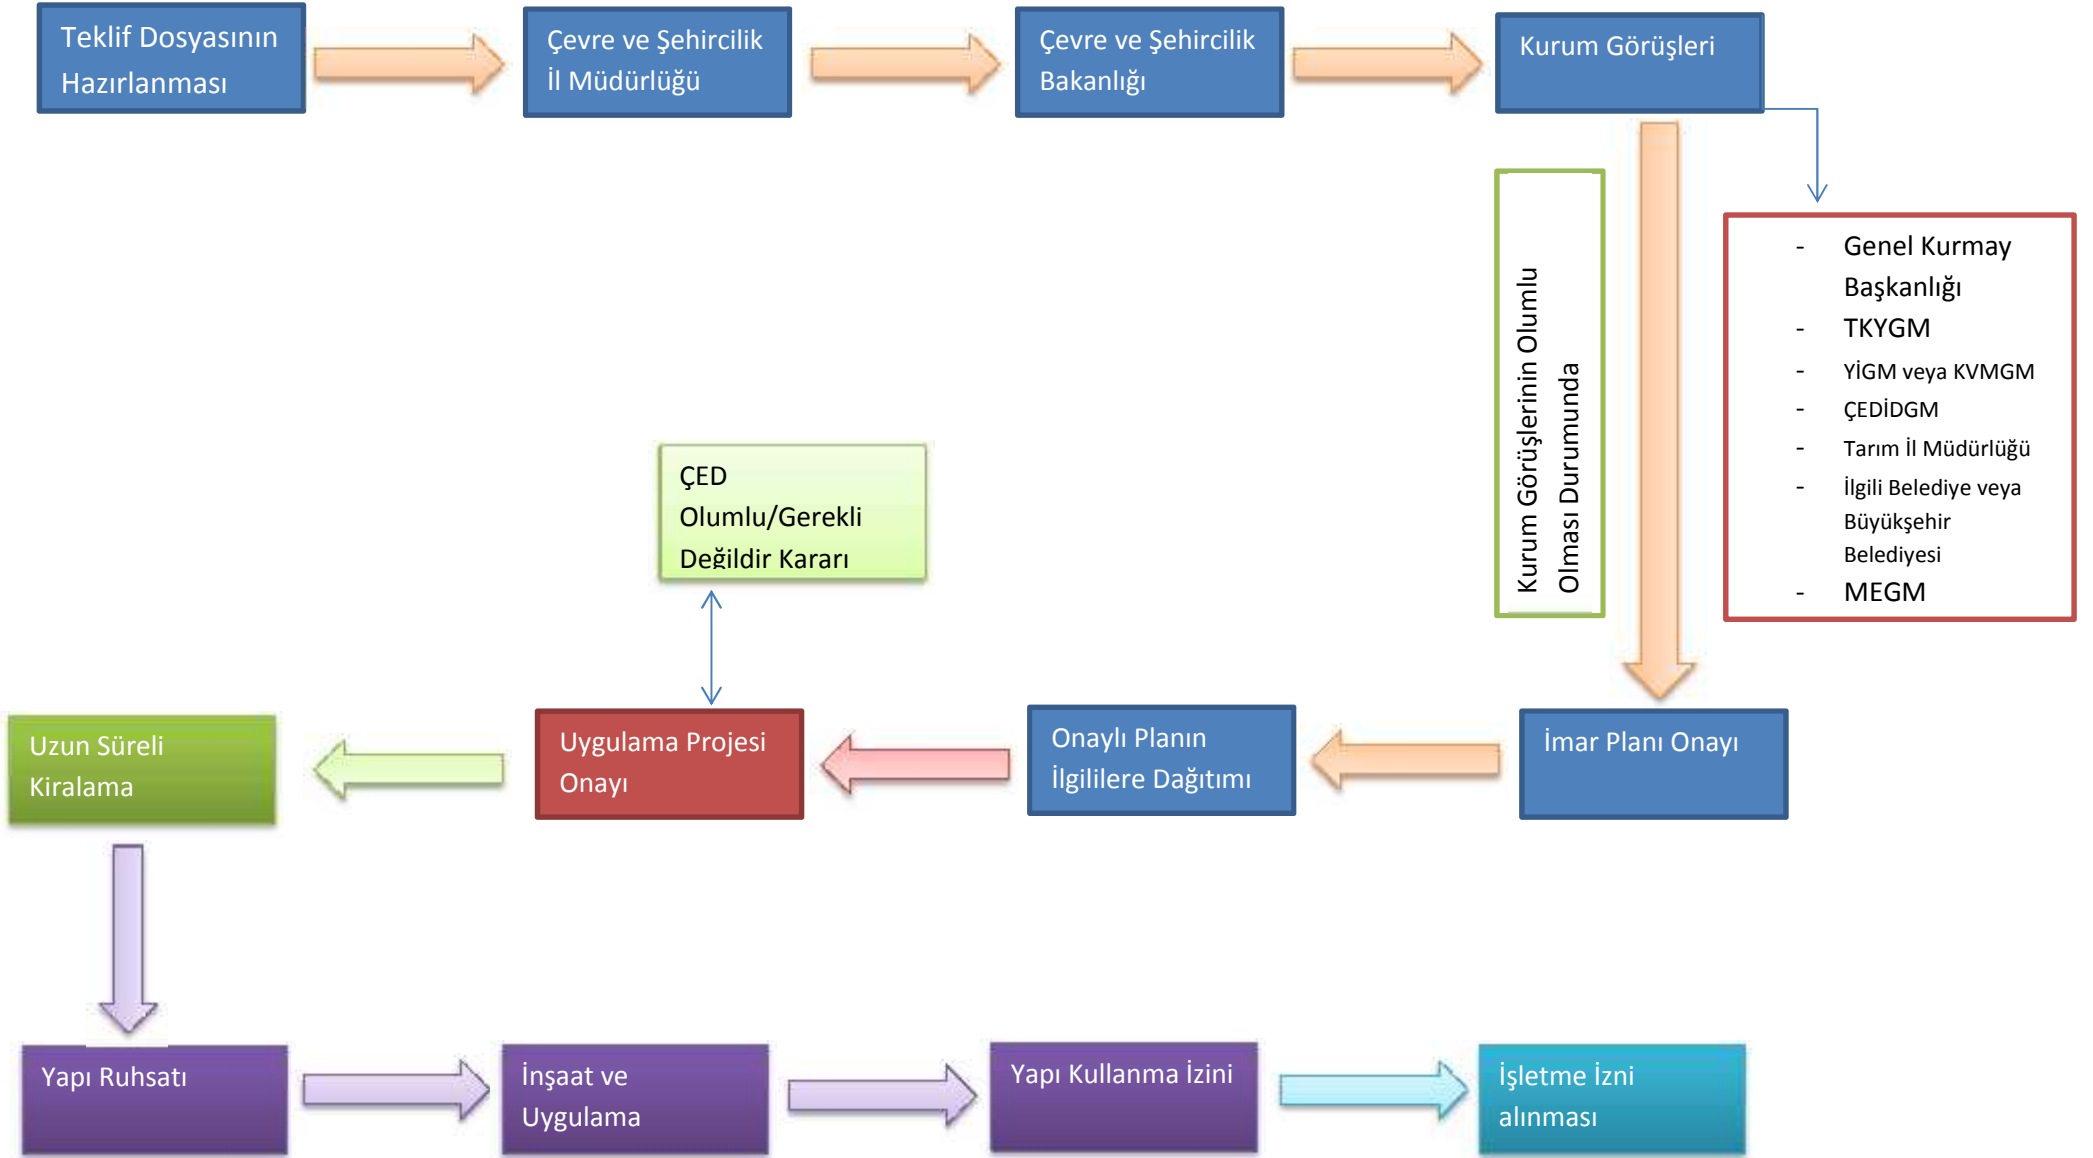 Teklif Dosyasının
Hazırlanması
Çevre ve Şehircilik
İl Müdürlüğü
Çevre ve Şehircilik
Bakanlığı
Kurum Görüşleri
Kurum Görüşlerinin Olumlu
Olması Durumunda
- Genel Kurmay
Başkanlığı
- TKYGM
- YİGM veya KVMGM
- ÇEDİDGM
- Tarım İl Müdürlüğü
- İlgili Belediye veya
Büyükşehir
Belediyesi
- MEGM
ÇED
Olumlu/Gerekli
Değildir Kararı
İmar Planı Onayı
Onaylı Planın
İlgililere Dağıtımı
Uygulama Projesi
Onayı
Uzun Süreli
Kiralama
Yapı Ruhsatı
İnşaat ve
Uygulama
Yapı Kullanma İzini
İşletme İzni
alınması